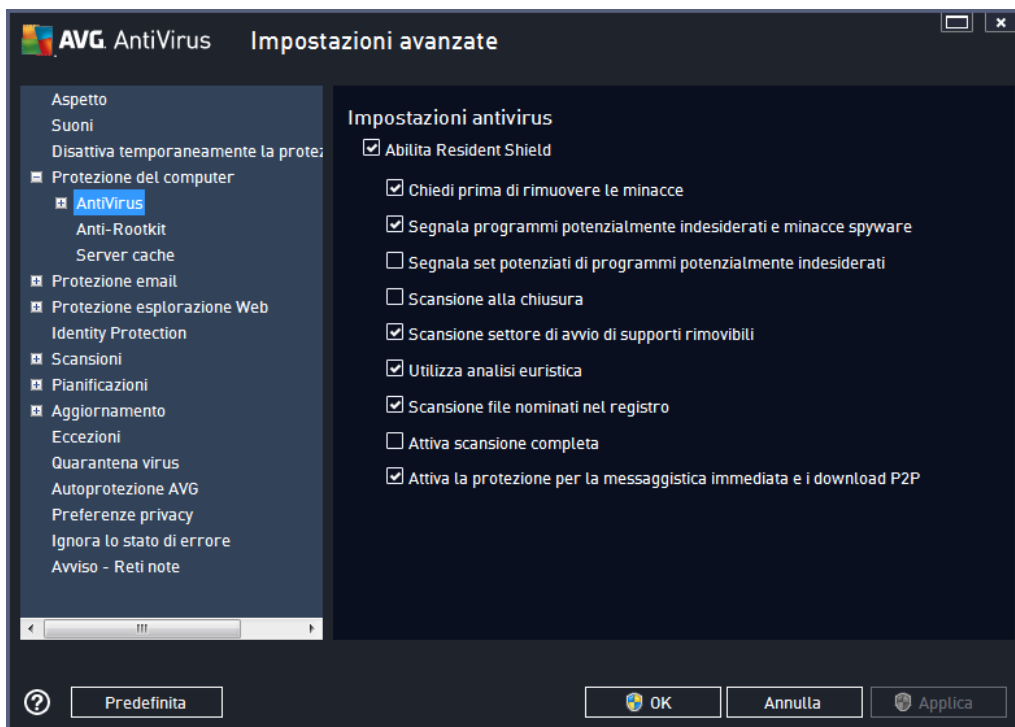 AVG AntiVirus Impostazioni avanzate
Aspetto
Suoni
Disattiva temporaneamente la protez
Protezione del computer
AntiVirus
Anti-Rootkit
Server cache
Protezione email
Protezione esplorazione Web
Identity Protection
Scansioni
Pianificazioni
Aggiornamento
Eccezioni
Quarantena virus
Autoprotezione AVG
Preferenze privacy
Ignora lo stato di errore
Avviso - Reti note
Impostazioni antivirus
Abilita Resident Shield
Chiedi prima di rimuovere le minacce
Segnala programmi potenzialmente indesiderati e minacce spyware
Segnala set potenziati di programmi potenzialmente indesiderati
Scansione alla chiusura
Scansione settore di avvio di supporti rimovibili
Utilizza analisi euristica
Scansione file nominati nel registro
Attiva scansione completa
Attiva la protezione per la messaggistica immediata e i download P2P
? Predefinita OK Annulla Applica